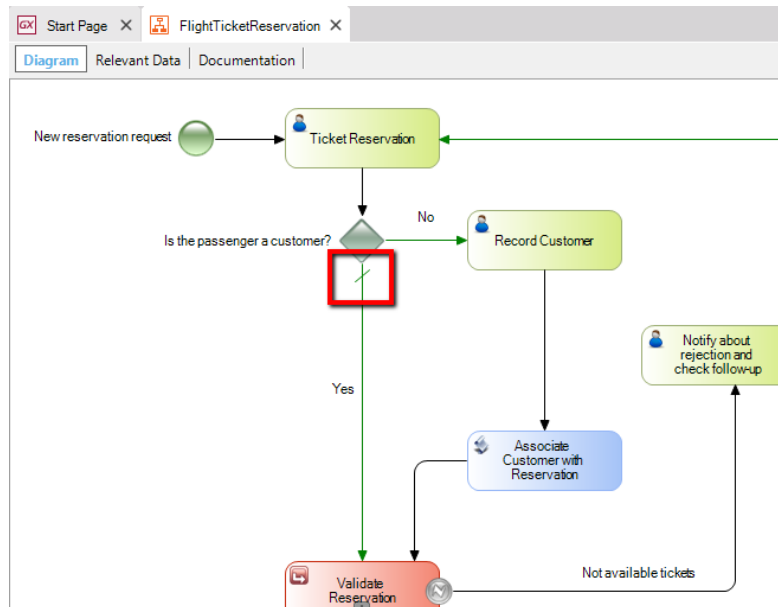 GX Start Page
FlightTicketReservation
Diagram Relevant Data Documentation
New reservation request
Ticket Reservation
Is the passenger a customer?
No
Record Customer
Notify about
rejection and
check follow-up
Yes
Associate
Customer with
Reservation
Not available tickets
Validate
Reservation